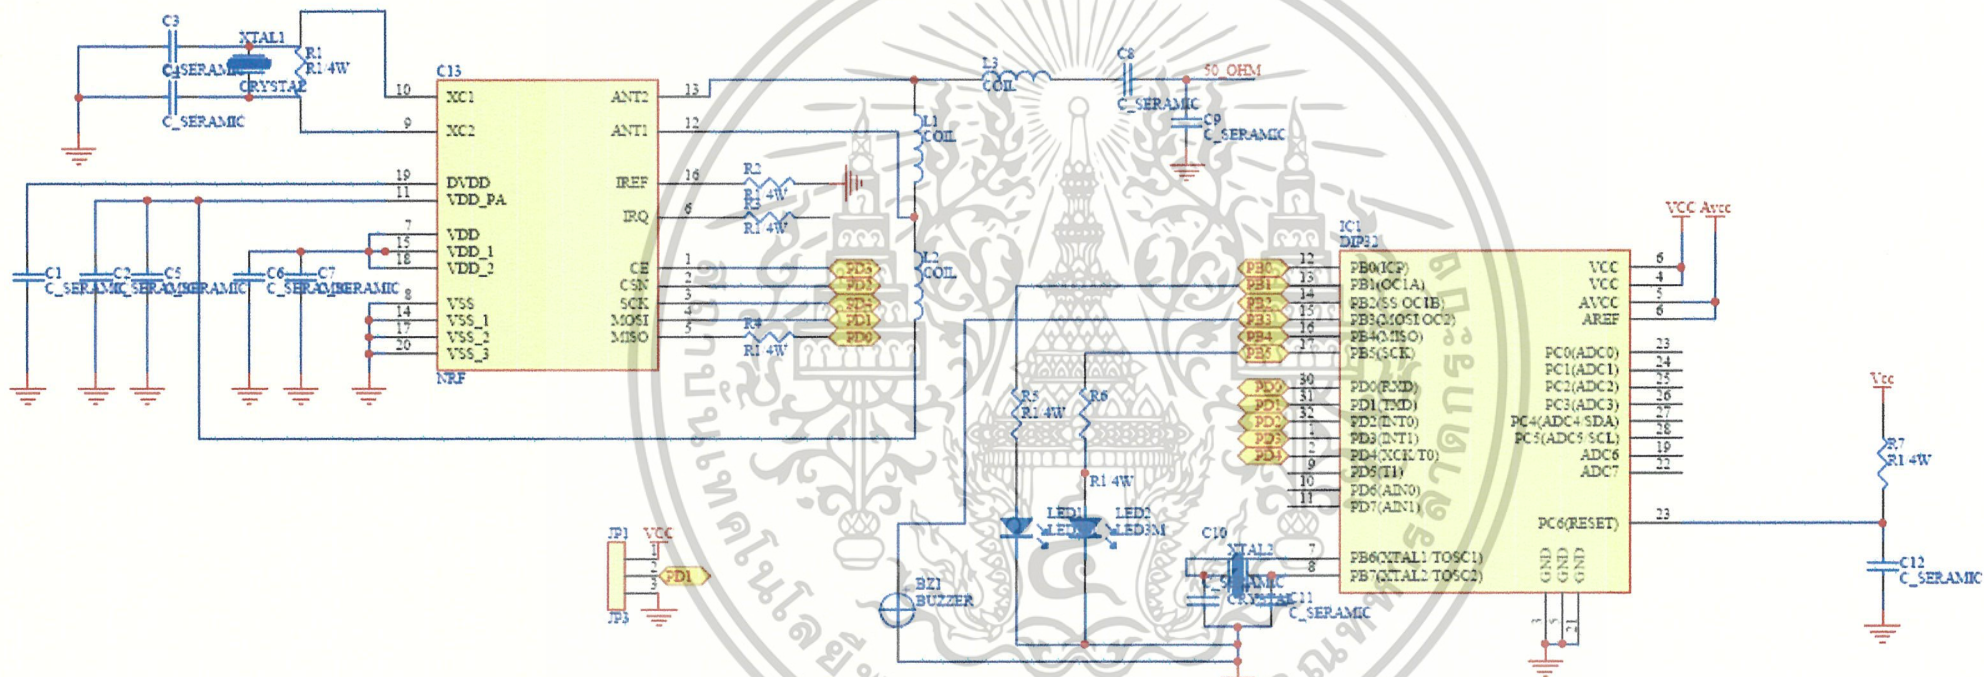 C3
C_SERAMIC
XTAL1
CRYSTAL
R1
R1/4W
C_SERAMIC
C13
10 XC1
9 XC2
19 DVDD
11 VDD_PA
7 VDD
15 VDD_1
18 VDD_2
8 VSS
14 VSS_1
17 VSS_2
20 VSS_3
NRF
ANT2 13
ANT1 12
IREF 16
IRQ 6
CE 1
CSN 2
SCK 3
MOSI 4
MISO 5
R2
R1/4W
R3
R1/4W
R4
R1/4W
PD3
PD2
PD4
PD1
PD0
C1
C_SERAMIC
C2
C5
C_SERAMIC
C6
C_SERAMIC
C7
C_SERAMIC
L1
COIL
L2
COIL
L3
COIL
C8
C_SERAMIC
50_OHM
C9
C_SERAMIC
IC1
DIP32
PB0 12 PB0(ICP)
PB1 13 PB1(OC1A)
PB2 14 PB2(SS OC1B)
PB3 15 PB3(MOSI OC2)
PB4 16 PB4(MISO)
PB5 17 PB5(SCK)
PD0 30 PD0(RXD)
PD1 31 PD1(TXD)
PD2 32 PD2(INT0)
PD3 1 PD3(INT1)
PD4 2 PD4(XCK/T0)
9 PD5(T1)
10 PD6(AIN0)
11 PD7(AIN1)
7 PB6(XTAL1/TOSC1)
8 PB7(XTAL2/TOSC2)
VCC Avcc
VCC 6
VCC 4
AVCC 5
AREF 6
PC0(ADC0) 23
PC1(ADC1) 24
PC2(ADC2) 25
PC3(ADC3) 26
PC4(ADC4/SDA) 27
PC5(ADC5/SCL) 28
ADC6 19
ADC7 22
PC6(RESET) 23
GND
GND
GND
3
5
21
Vcc
R7
R1/4W
C12
C_SERAMIC
R5
R1/4W
R6
R1/4W
LED1
LED2
LED3M
BZ1
BUZZER
C10
XTAL2
CRYSTAL
C11
C_SERAMIC
JP1
VCC
1
2
3
PD1
JP3